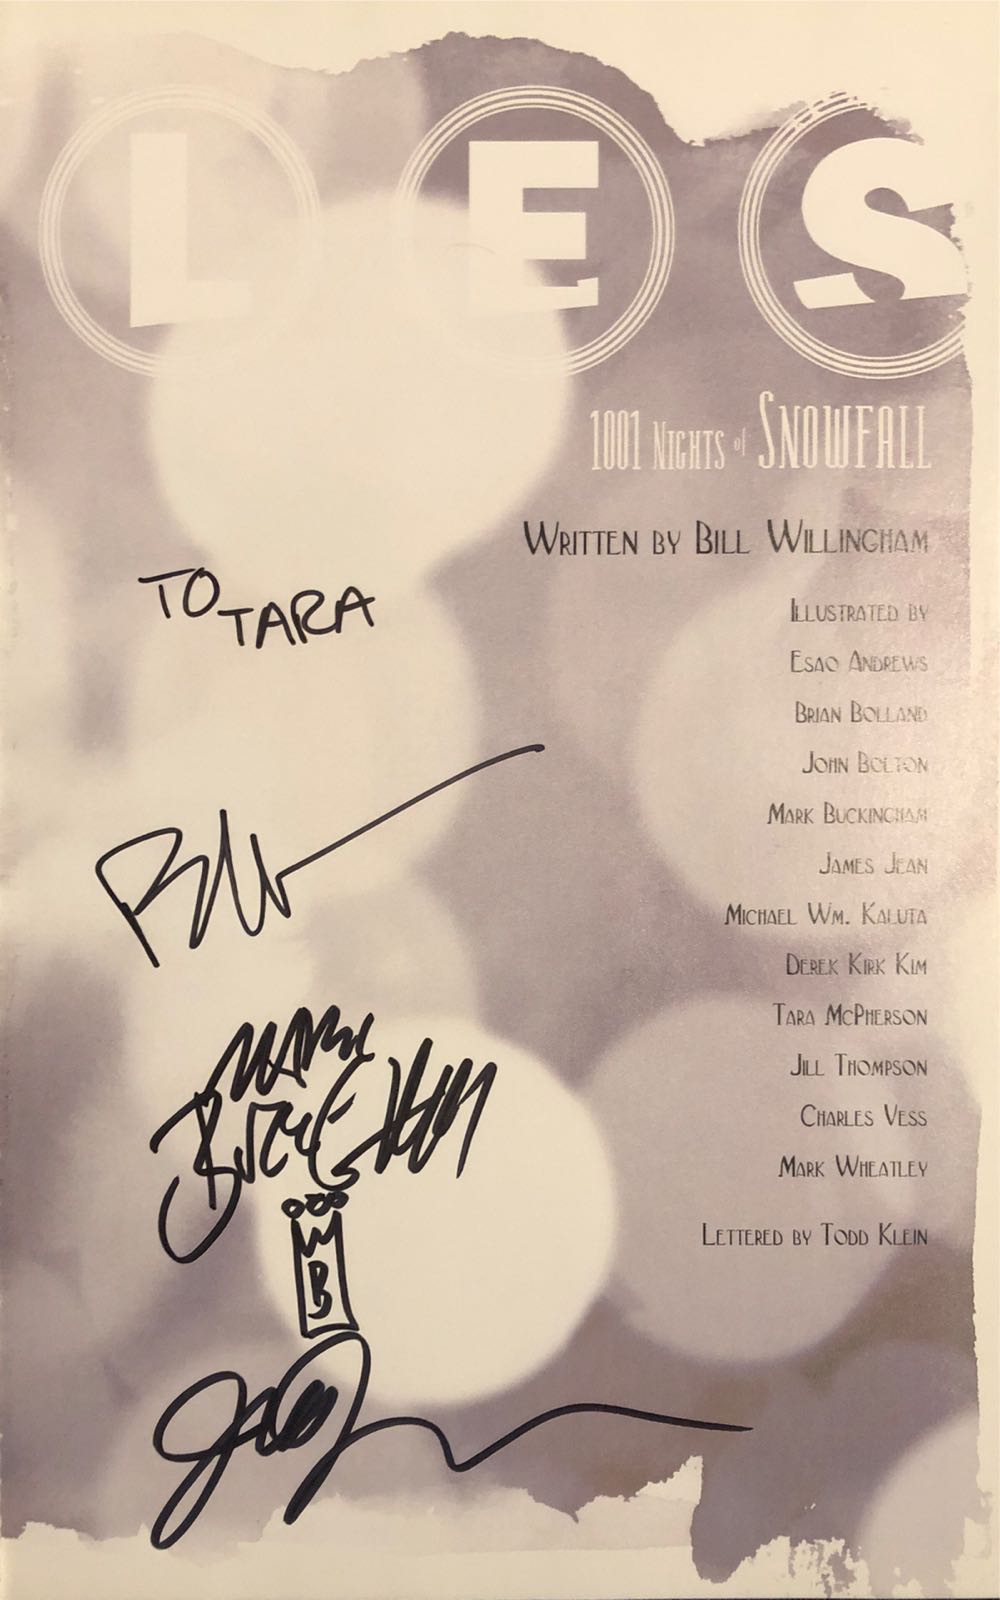 LES
1001 Nights of Snowfall
Written by Bill Willingham
Illustrated by
Esao Andrews
Brian Bolland
John Bolton
Mark Buckingham
James Jean
Michael Wm. Kaluta
Derek Kirk Kim
Tara McPherson
Jill Thompson
Charles Vess
Mark Wheatley
Lettered by Todd Klein
TO
TARA
MARK
B